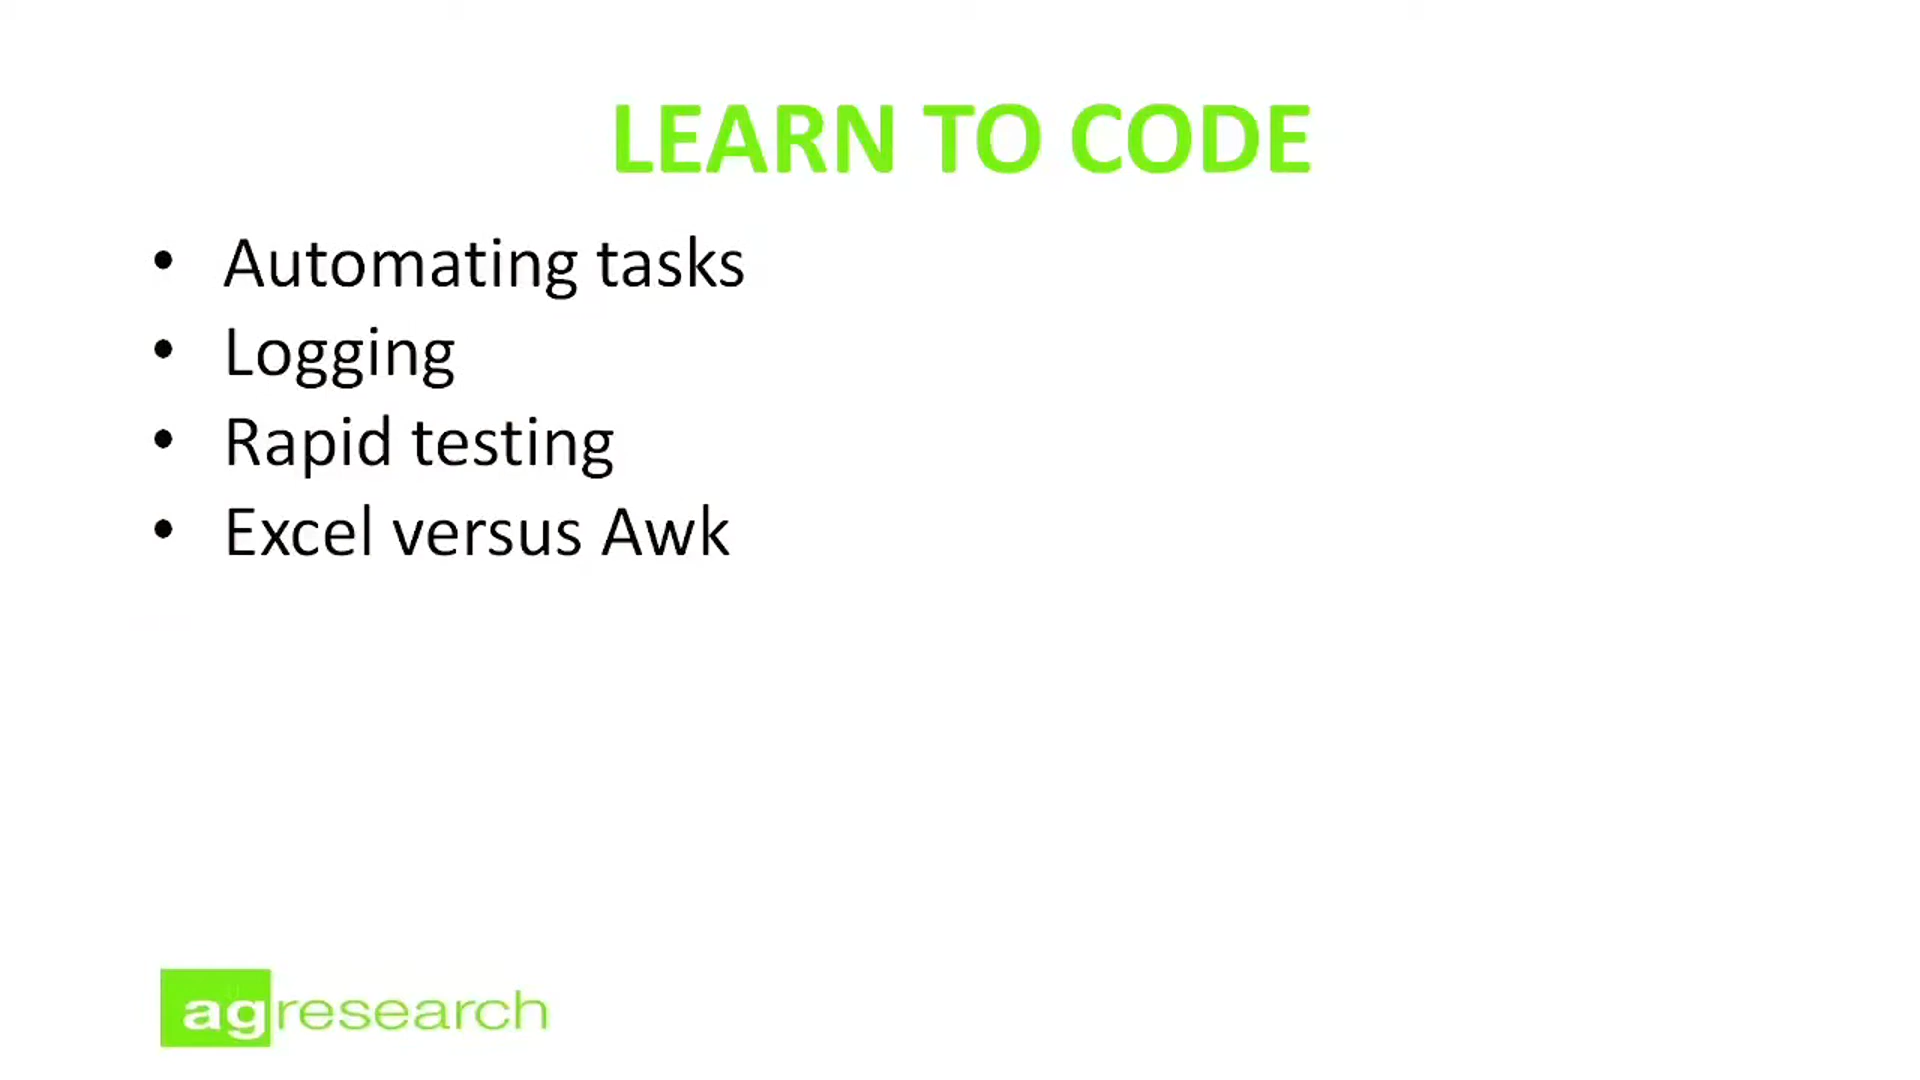 LEARN TO CODE
• Automating tasks
• Logging
• Rapid testing
• Excel versus Awk
agresearch